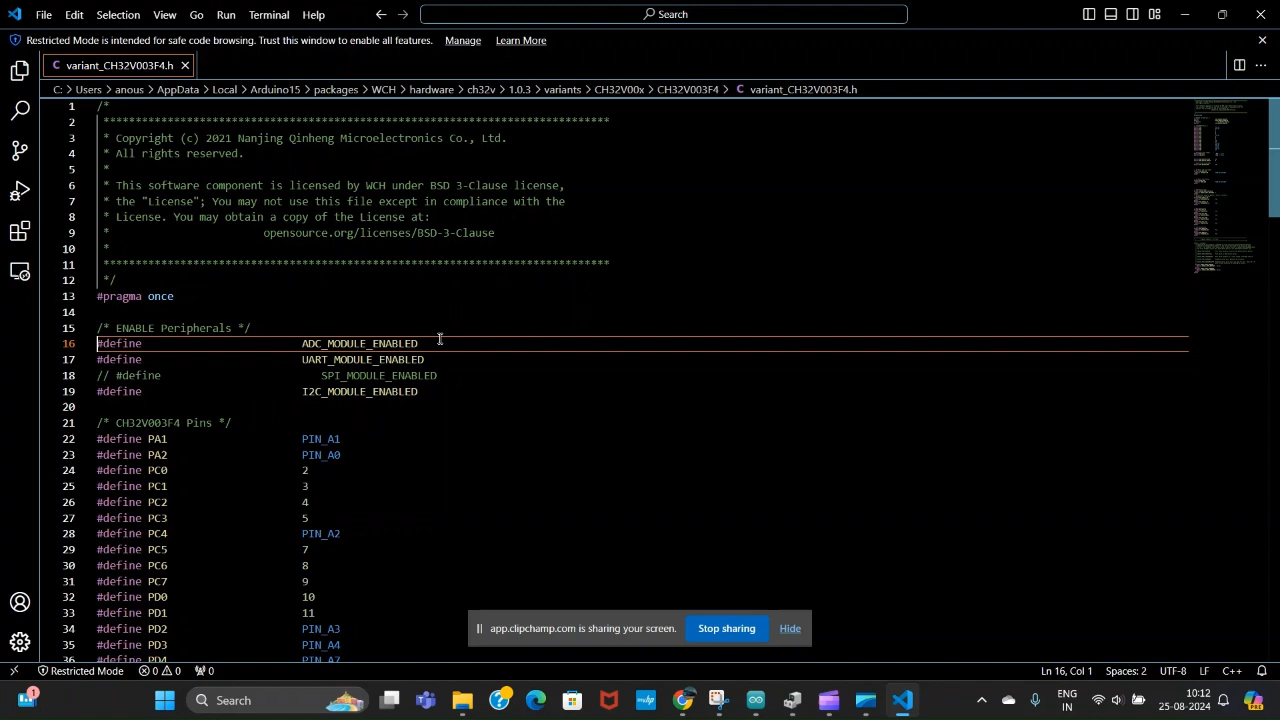 File Edit Selection View Go Run Terminal Help Search
Restricted Mode is intended for safe code browsing. Trust this window to enable all features. Manage Learn More
C variant_CH32V003F4.h
C: > Users > anous > AppData > Local > Arduino15 > packages > WCH > hardware > ch32v > 1.0.3 > variants > CH32V00x > CH32V003F4 > C variant_CH32V003F4.h
1 /*
2 ******************************************************************************
3 * Copyright (c) 2021 Nanjing Qinheng Microelectronics Co., Ltd.
4 * All rights reserved.
5 *
6 * This software component is licensed by WCH under BSD 3-Clause license,
7 * the "License"; You may not use this file except in compliance with the
8 * License. You may obtain a copy of the License at:
9 * opensource.org/licenses/BSD-3-Clause
10 *
11 ******************************************************************************
12 */
13 #pragma once
14
15 /* ENABLE Peripherals */
16 #define ADC_MODULE_ENABLED
17 #define UART_MODULE_ENABLED
18 // #define SPI_MODULE_ENABLED
19 #define I2C_MODULE_ENABLED
20
21 /* CH32V003F4 Pins */
22 #define PA1 PIN_A1
23 #define PA2 PIN_A0
24 #define PC0 2
25 #define PC1 3
26 #define PC2 4
27 #define PC3 5
28 #define PC4 PIN_A2
29 #define PC5 7
30 #define PC6 8
31 #define PC7 9
32 #define PD0 10
33 #define PD1 11
34 #define PD2 PIN_A3
35 #define PD3 PIN_A4
36 #define PD4 PIN_A7
app.clipchamp.com is sharing your screen. Stop sharing Hide
Restricted Mode 0 0 0 Ln 16, Col 1 Spaces: 2 UTF-8 LF C++
1 Search ENG 10:12
IN 25-08-2024